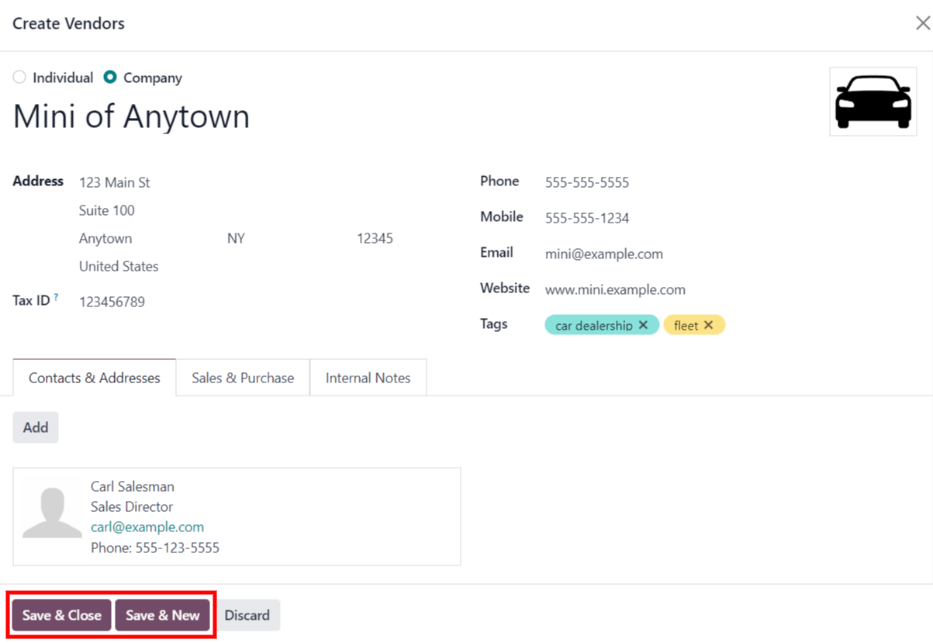 Create Vendors
Individual Company
Mini of Anytown
Address 123 Main St
Suite 100
Anytown NY 12345
United States
Tax ID ? 123456789
Phone 555-555-5555
Mobile 555-555-1234
Email mini@example.com
Website www.mini.example.com
Tags car dealership × fleet ×
Contacts & Addresses Sales & Purchase Internal Notes
Add
Carl Salesman
Sales Director
carl@example.com
Phone: 555-123-5555
Save & Close Save & New Discard